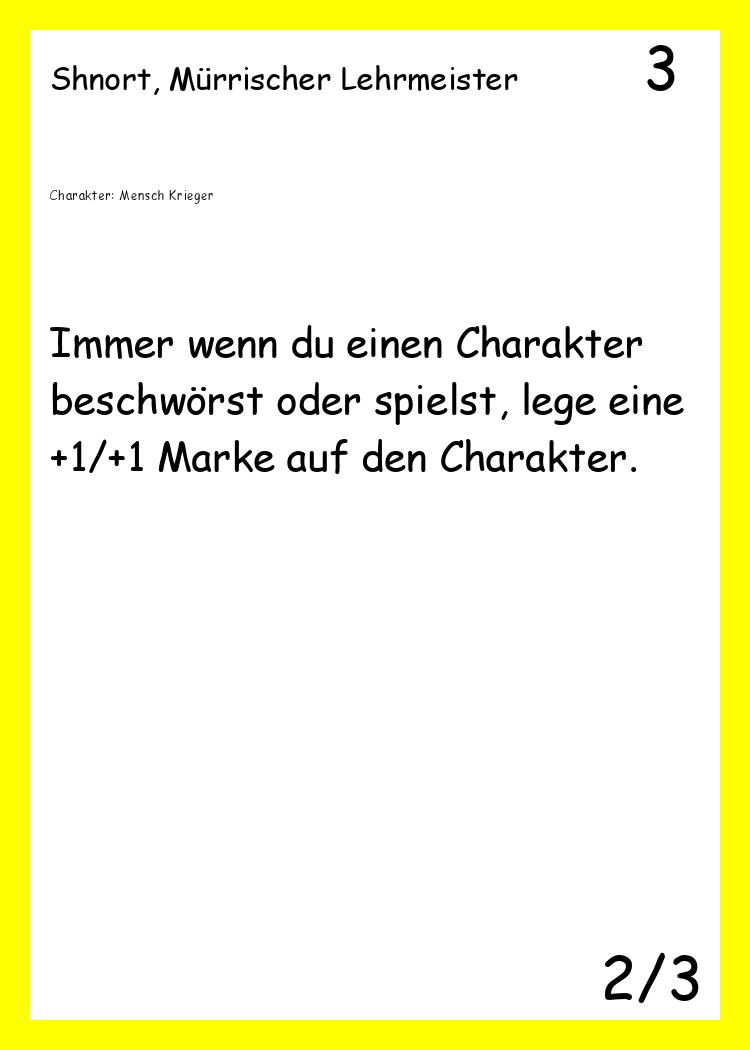 Shnort, Mürrischer Lehrmeister
3
Charakter: Mensch Krieger
Immer wenn du einen Charakter
beschwörst oder spielst, lege eine
+1/+1 Marke auf den Charakter.
2/3